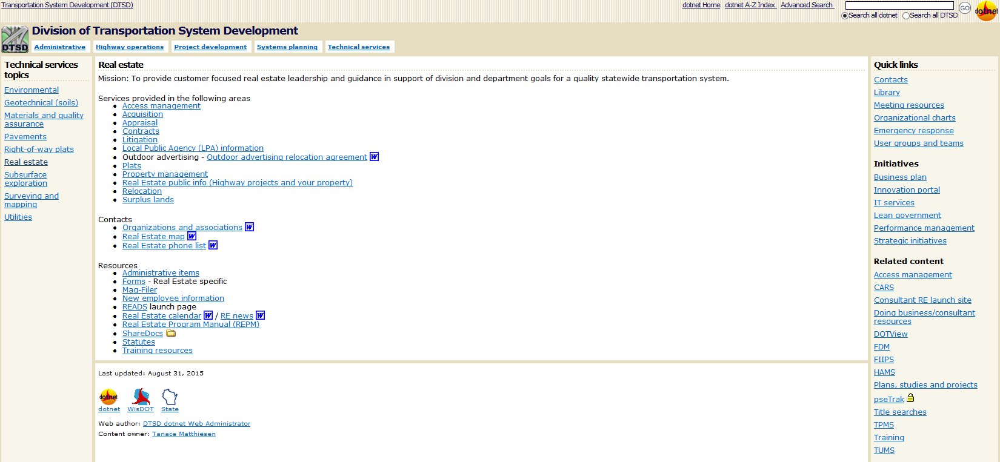 Transportation System Development (DTSD)
dotnet Home dotnet A-Z Index Advanced Search
GO
dotnet
Search all dotnet Search all DTSD
DTSD
Division of Transportation System Development
Administrative Highway operations Project development Systems planning Technical services
Technical services
topics
Environmental
Geotechnical (soils)
Materials and quality
assurance
Pavements
Right-of-way plats
Real estate
Subsurface
exploration
Surveying and
mapping
Utilities
Real estate
Mission: To provide customer focused real estate leadership and guidance in support of division and department goals for a quality statewide transportation system.
Services provided in the following areas
Access management
Acquisition
Appraisal
Contracts
Litigation
Local Public Agency (LPA) information
Outdoor advertising - Outdoor advertising relocation agreement W
Plats
Property management
Real Estate public info (Highway projects and your property)
Relocation
Surplus lands
Contacts
Organizations and associations W
Real Estate map W
Real Estate phone list W
Resources
Administrative items
Forms - Real Estate specific
Mag-Filer
New employee information
READS launch page
Real Estate calendar W / RE news W
Real Estate Program Manual (REPM)
ShareDocs
Statutes
Training resources
Last updated: August 31, 2015
dotnet
dotnet WisDOT State
Web author: DTSD dotnet Web Administrator
Content owner: Tanace Matthiesen
Quick links
Contacts
Library
Meeting resources
Organizational charts
Emergency response
User groups and teams
Initiatives
Business plan
Innovation portal
IT services
Lean government
Performance management
Strategic initiatives
Related content
Access management
CARS
Consultant RE launch site
Doing business/consultant
resources
DOTView
FDM
FIIPS
HAMS
Plans, studies and projects
pseTrak
Title searches
TPMS
Training
TUMS